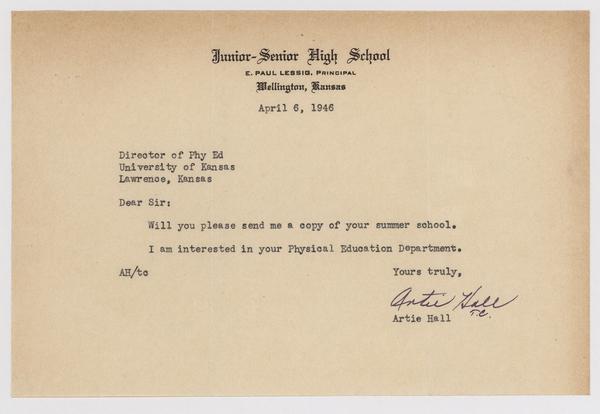 Junior-Senior High School
E. PAUL LESSIG, PRINCIPAL
Wellington, Kansas
April 6, 1946
Director of Phy Ed
University of Kansas
Lawrence, Kansas
Dear Sir:
Will you please send me a copy of your summer school.
I am interested in your Physical Education Department.
AH/tc Yours truly,
Artie Hall
T.C.
Artie Hall